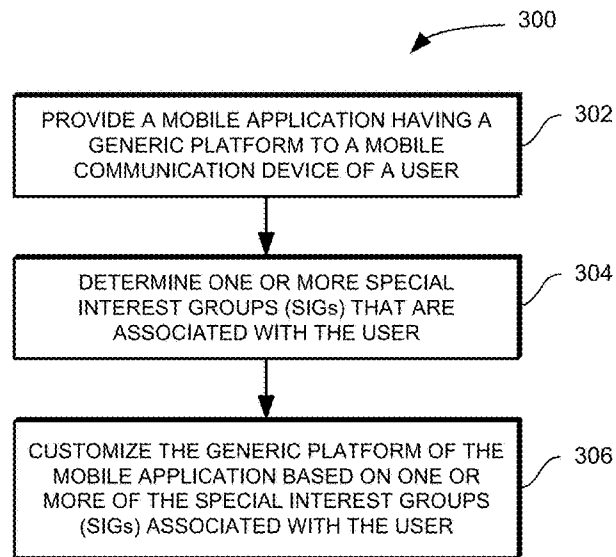 300
PROVIDE A MOBILE APPLICATION HAVING A
GENERIC PLATFORM TO A MOBILE
COMMUNICATION DEVICE OF A USER
302
DETERMINE ONE OR MORE SPECIAL
INTEREST GROUPS (SIGs) THAT ARE
ASSOCIATED WITH THE USER
304
CUSTOMIZE THE GENERIC PLATFORM OF THE
MOBILE APPLICATION BASED ON ONE OR
MORE OF THE SPECIAL INTEREST GROUPS
(SIGs) ASSOCIATED WITH THE USER
306